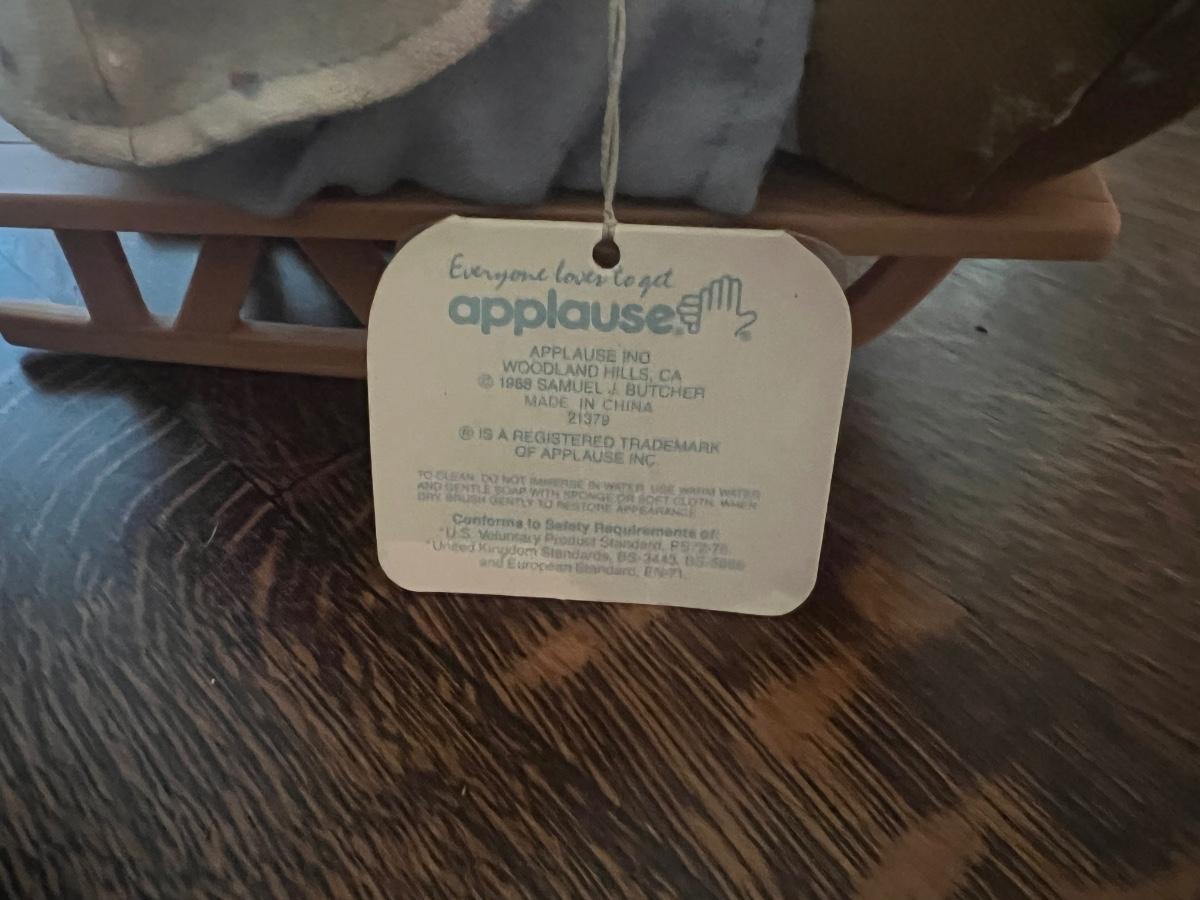 Everyone loves to get
applause®
APPLAUSE INC
WOODLAND HILLS, CA
© 1988 SAMUEL J. BUTCHER
MADE IN CHINA
21379
® IS A REGISTERED TRADEMARK
OF APPLAUSE INC.
TO CLEAN: DO NOT IMMERSE IN WATER. USE WARM WATER
AND GENTLE SOAP WITH SPONGE OR SOFT CLOTH. WHEN
DRY, BRUSH GENTLY TO RESTORE APPEARANCE.
Conforms to Safety Requirements of:
*U.S. Voluntary Product Standard, PS-72-76
*United Kingdom Standards, BS-3443, BS-5665
and European Standard, EN-71.